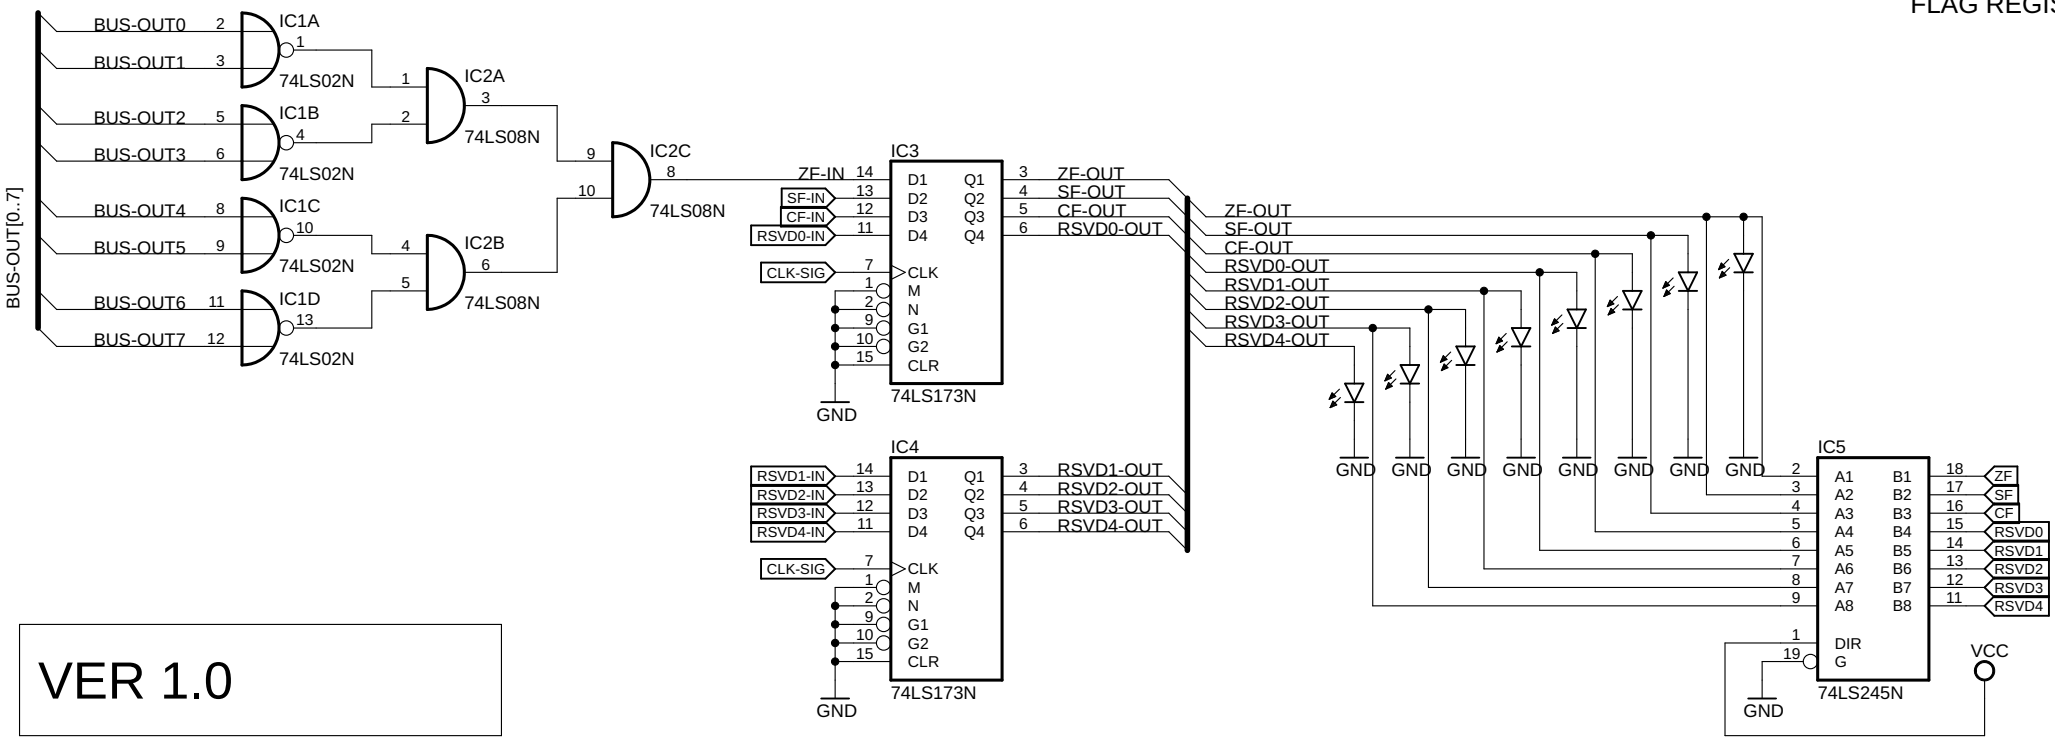 FLAG REGIS
BUS-OUT[0..7]
BUS-OUT0 2 IC1A 1
BUS-OUT1 3 74LS02N
BUS-OUT2 5 IC1B 4
BUS-OUT3 6 74LS02N
BUS-OUT4 8 IC1C 10
BUS-OUT5 9 74LS02N
BUS-OUT6 11 IC1D 13
BUS-OUT7 12 74LS02N
1 IC2A 3
2 74LS08N
4 IC2B 6
5 74LS08N
9 IC2C 8
10 74LS08N
IC3
ZF-IN 14 D1 Q1 3 ZF-OUT
SF-IN 13 D2 Q2 4 SF-OUT
CF-IN 12 D3 Q3 5 CF-OUT
RSVD0-IN 11 D4 Q4 6 RSVD0-OUT
CLK-SIG 7 CLK
1 M
2 N
9 G1
10 G2
15 CLR
74LS173N
GND
IC4
RSVD1-IN 14 D1 Q1 3 RSVD1-OUT
RSVD2-IN 13 D2 Q2 4 RSVD2-OUT
RSVD3-IN 12 D3 Q3 5 RSVD3-OUT
RSVD4-IN 11 D4 Q4 6 RSVD4-OUT
CLK-SIG 7 CLK
1 M
2 N
9 G1
10 G2
15 CLR
74LS173N
GND
ZF-OUT
SF-OUT
CF-OUT
RSVD0-OUT
RSVD1-OUT
RSVD2-OUT
RSVD3-OUT
RSVD4-OUT
GND GND GND GND GND GND GND GND
IC5
2 A1 B1 18 ZF
3 A2 B2 17 SF
4 A3 B3 16 CF
5 A4 B4 15 RSVD0
6 A5 B5 14 RSVD1
7 A6 B6 13 RSVD2
8 A7 B7 12 RSVD3
9 A8 B8 11 RSVD4
1 DIR
19 G
74LS245N
GND
VCC
VER 1.0